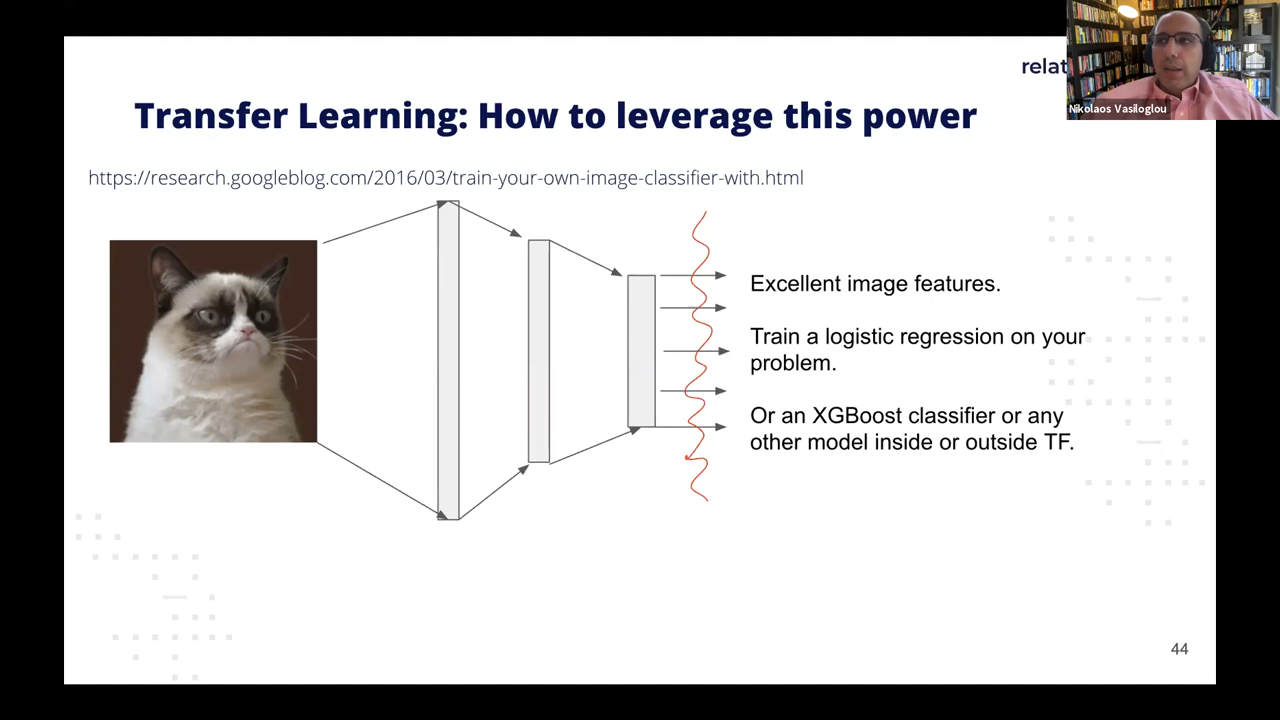 relat
Nikolaos Vasiloglou
Transfer Learning: How to leverage this power
https://research.googleblog.com/2016/03/train-your-own-image-classifier-with.html
Excellent image features.
Train a logistic regression on your
problem.
Or an XGBoost classifier or any
other model inside or outside TF.
44